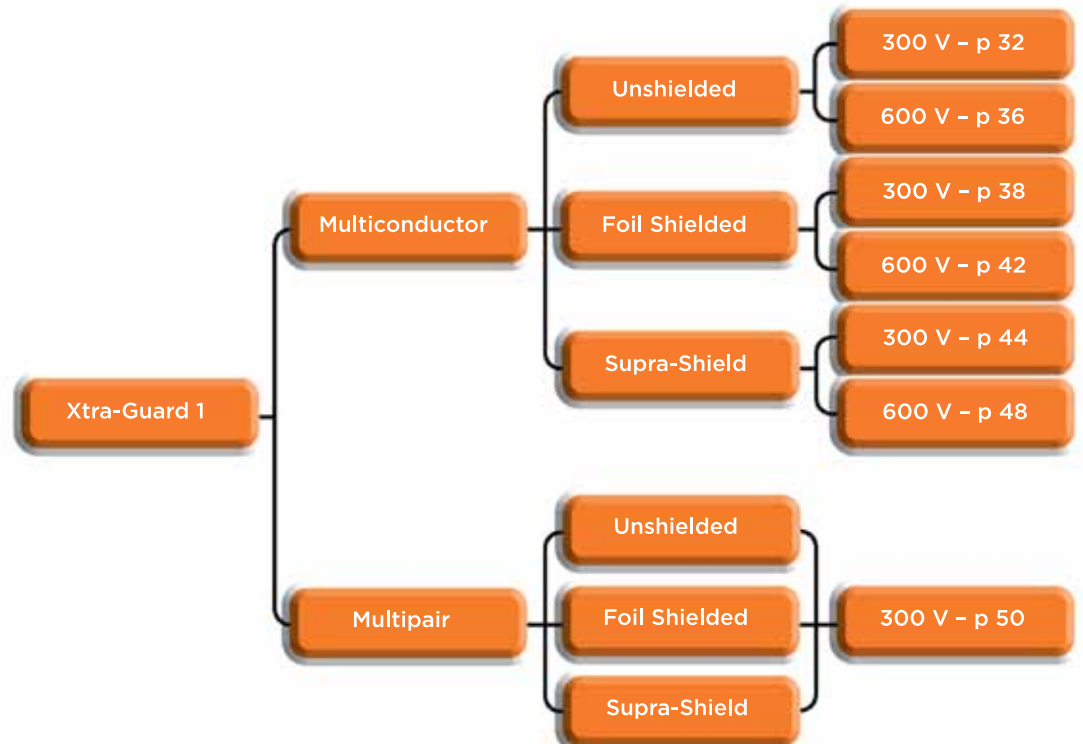 Xtra-Guard 1
Multiconductor
Unshielded
300 V – p 32
600 V – p 36
Foil Shielded
300 V – p 38
600 V – p 42
Supra-Shield
300 V – p 44
600 V – p 48
Multipair
Unshielded
Foil Shielded
Supra-Shield
300 V – p 50